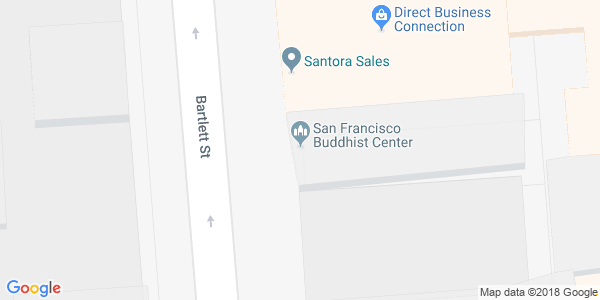 Direct Business
Connection
Santora Sales
Bartlett St
San Francisco
Buddhist Center
Google
Map data ©2018 Google